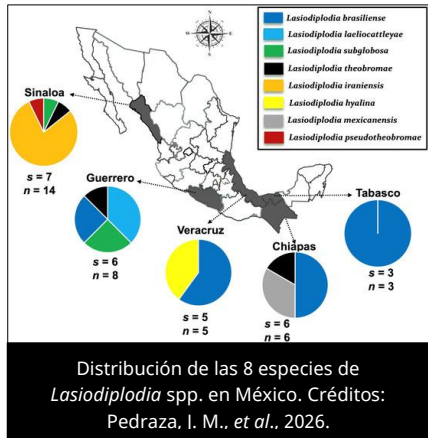 Lasiodiplodia brasiliense
Lasiodiplodia laeliocattleyae
Lasiodiplodia subglobosa
Lasiodiplodia theobromae
Lasiodiplodia iraniensis
Lasiodiplodia hyalina
Lasiodiplodia mexicanensis
Lasiodiplodia pseudotheobromae
Sinaloa
s = 7
n = 14
Guerrero
s = 6
n = 8
Veracruz
s = 5
n = 5
Chiapas
s = 6
n = 6
Tabasco
s = 3
n = 3
Distribución de las 8 especies de
Lasiodiplodia spp. en México. Créditos:
Pedraza, J. M., et al., 2026.